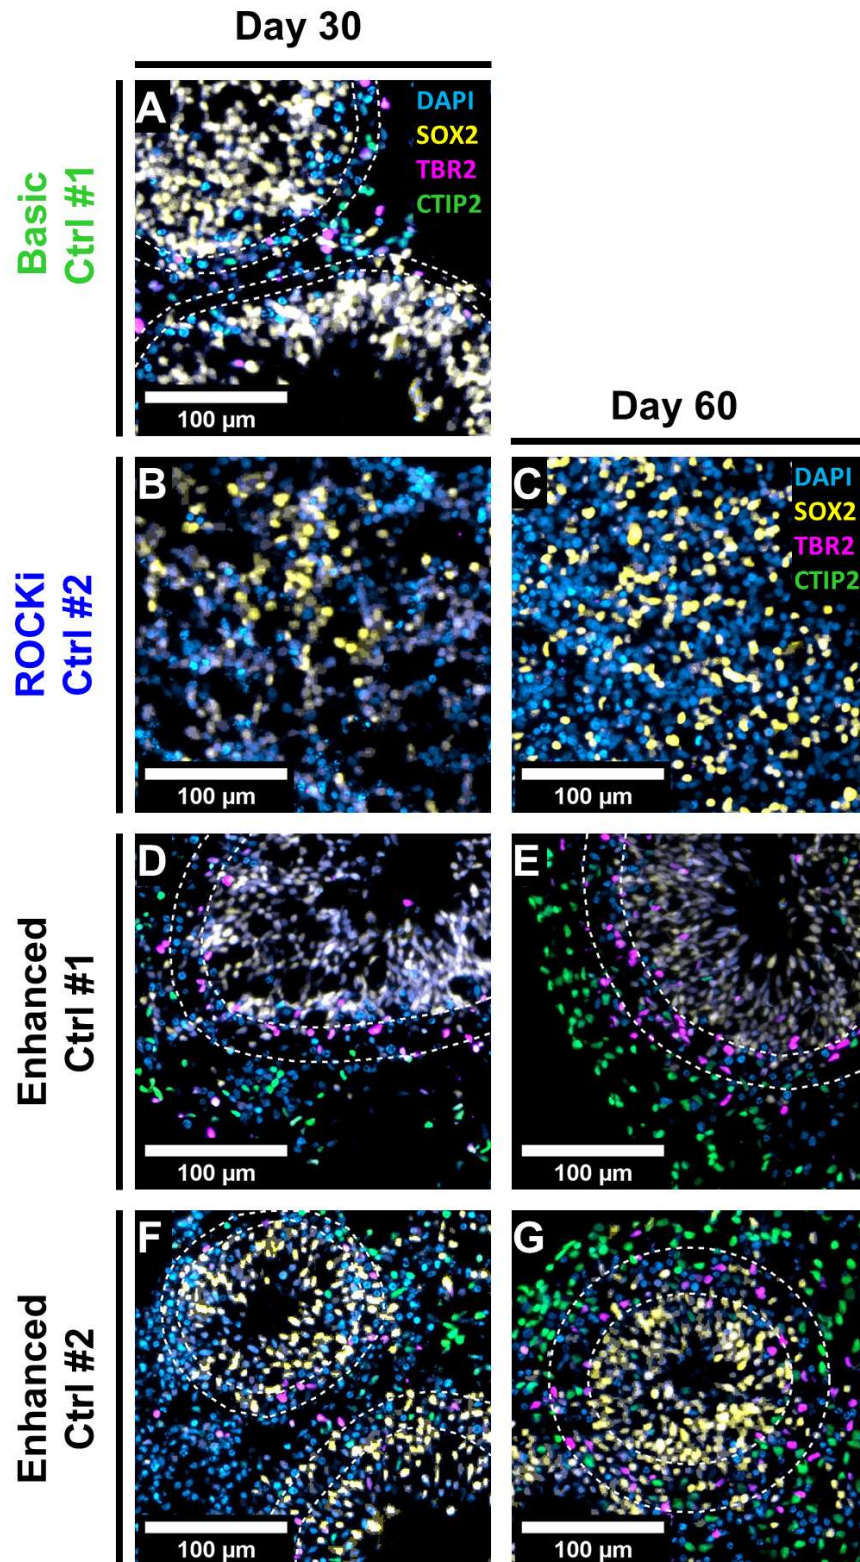 Day 30
Basic
Ctrl #1
A
DAPI
SOX2
TBR2
CTIP2
100 µm
Day 60
ROCKi
Ctrl #2
B
100 µm
C
DAPI
SOX2
TBR2
CTIP2
100 µm
Enhanced
Ctrl #1
D
100 µm
E
100 µm
Enhanced
Ctrl #2
F
100 µm
G
100 µm